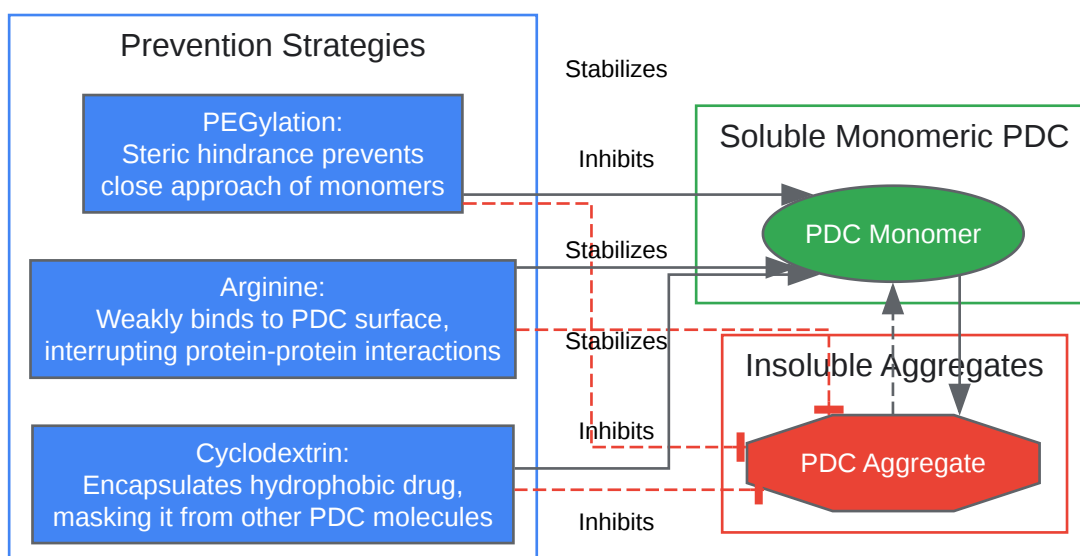 Prevention Strategies
PEGylation:
Steric hindrance prevents
close approach of monomers
Arginine:
Weakly binds to PDC surface,
interrupting protein-protein interactions
Cyclodextrin:
Encapsulates hydrophobic drug,
masking it from other PDC molecules
Stabilizes
Inhibits
Stabilizes
Stabilizes
Inhibits
Inhibits
Soluble Monomeric PDC
PDC Monomer
Insoluble Aggregates
PDC Aggregate